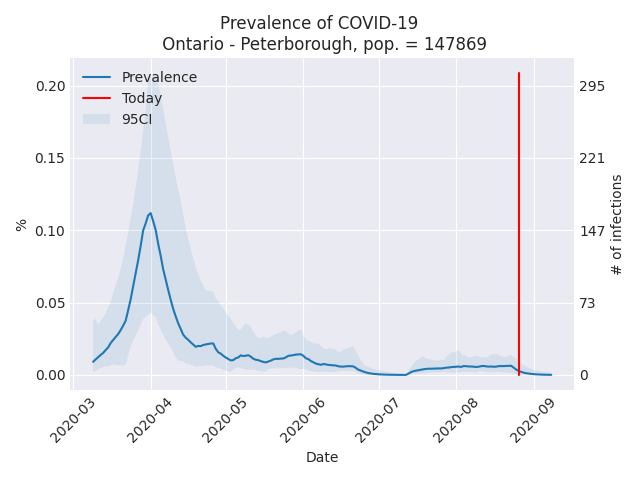 Prevalence of COVID-19
Ontario - Peterborough, pop. = 147869
Prevalence
Today
95CI
0.20
0.15
0.10
0.05
0.00
%
295
221
147
73
0
# of infections
2020-03
2020-04
2020-05
2020-06
2020-07
2020-08
2020-09
Date